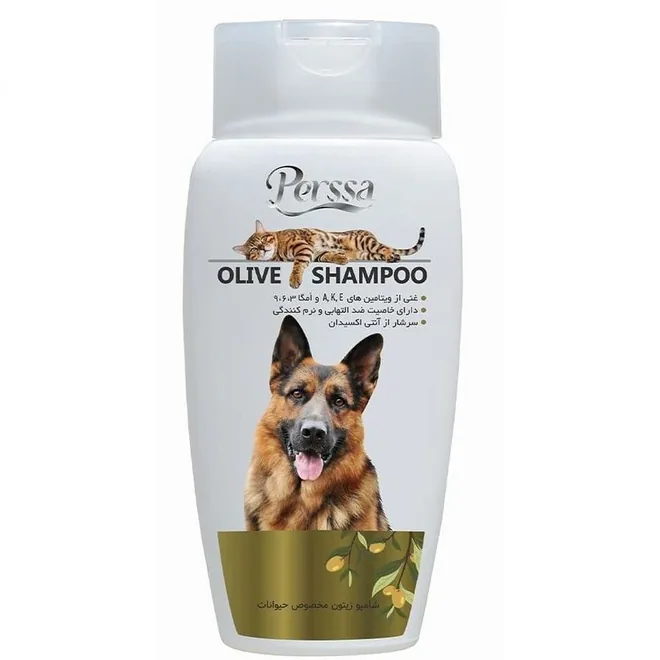 Perssa
OLIVE SHAMPOO
غنی از ویتامین های A, K, E و اُمگا ۹،۶،۳
دارای خاصیت ضد التهابی و نرم کنندگی
سرشار از آنتی اکسیدان
شامپو زیتون مخصوص حیوانات